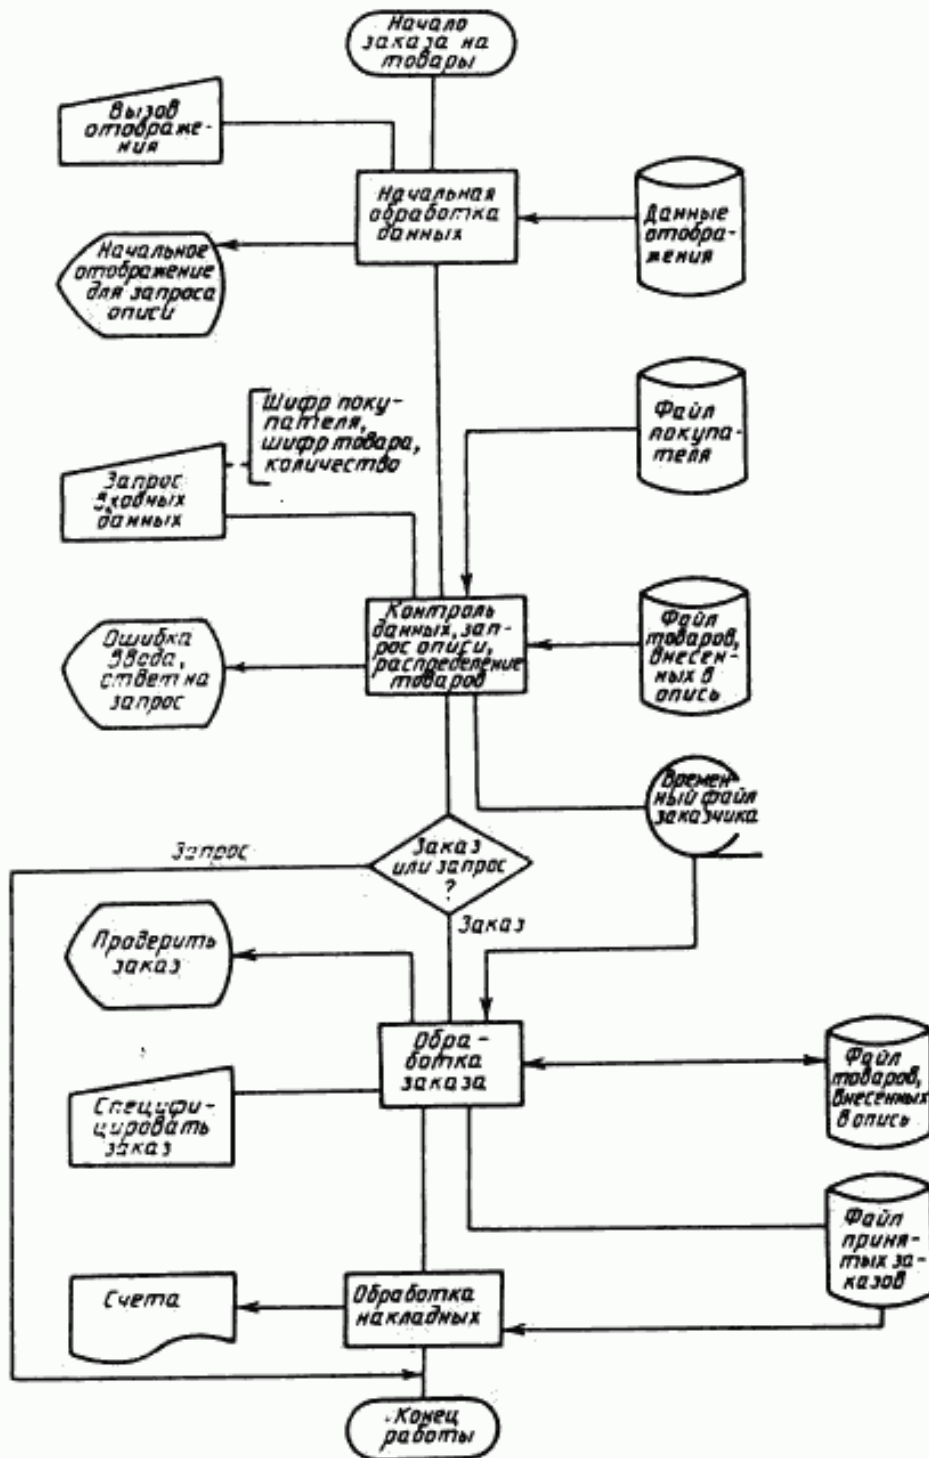 Начало
заказа на
товары
Вызов
отображе-
ния
Начальная
обработка
данных
Данные
отобра-
жения
Начальное
отображение
для запроса
описи
Шифр поку-
пателя,
шифр товара,
количество
Файл
покупа-
теля
Запрос
входных
данных
Контроль
данных, зап-
рос описи,
распределение
товаров
Файл
товаров,
внесен-
ных в
опись
Ошибка
ввода,
ответ на
запрос
Времен-
ный файл
заказчика
Запрос
Заказ
или запрос
?
Заказ
Проверить
заказ
Обра-
ботка
заказа
Файл
товаров,
внесенных
в опись
Специфи-
цировать
заказ
Файл
приня-
тых за-
казов
Счета
Обработка
накладных
Конец
работы